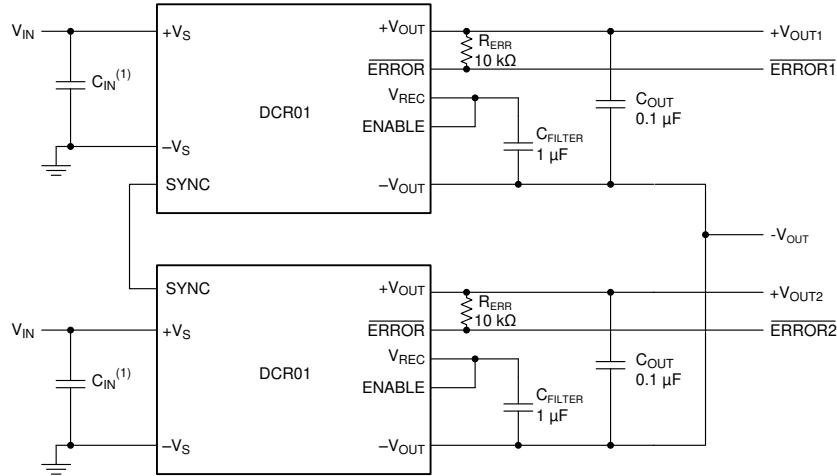 V_IN
+V_S
+V_OUT
R_ERR
10 kΩ
+V_OUT1
C_IN^(1)
ERROR
ERROR1
V_REC
DCR01
C_OUT
0.1 µF
ENABLE
C_FILTER
1 µF
–V_S
SYNC
–V_OUT
-V_OUT
SYNC
+V_OUT
R_ERR
10 kΩ
+V_OUT2
V_IN
+V_S
ERROR
ERROR2
V_REC
C_IN^(1)
DCR01
ENABLE
C_OUT
0.1 µF
C_FILTER
1 µF
–V_S
–V_OUT